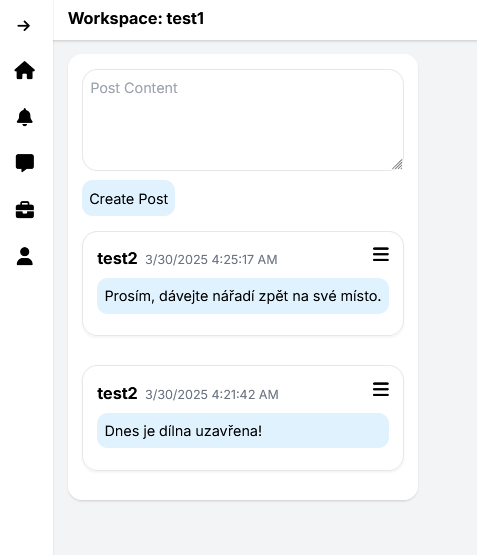 Workspace: test1
Post Content
Create Post
test2 3/30/2025 4:25:17 AM
Prosím, dávejte nářadí zpět na své místo.
test2 3/30/2025 4:21:42 AM
Dnes je dílna uzavřena!